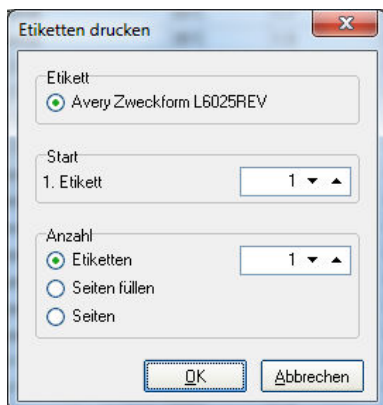 Etiketten drucken
Etikett
Avery Zweckform L6025REV
Start
1. Etikett 1
Anzahl
Etiketten 1
Seiten füllen
Seiten
OK Abbrechen